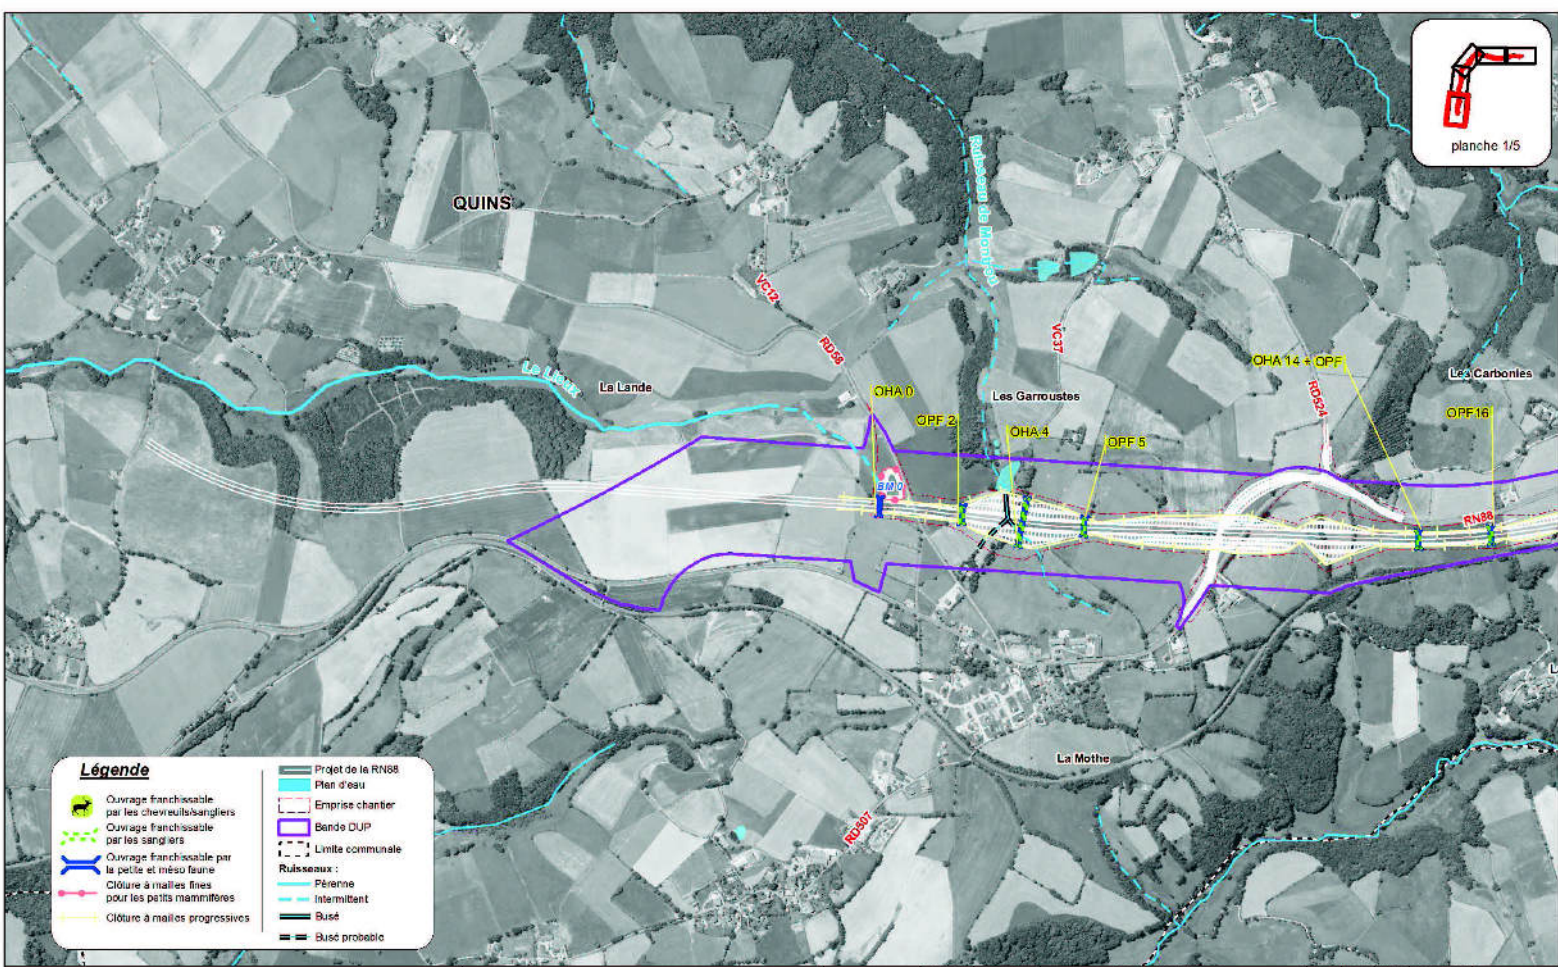 planche 1/5
QUINS
Ruisseau de Montrod
VC12
RD58
VC37
Le Lieux
La Lande
OHA 0
Les Garroustes
OHA 14 + OPF
Les Carbonies
RD524
OPF 2
OHA 4
OPF 5
OPF16
BM 0
RN88
La Mothe
RD507
Légende
Ouvrage franchissable
par les chevreuils/sangliers
Ouvrage franchissable
par les sangliers
Ouvrage franchissable par
la petite et méso faune
Clôture à mailles fines
pour les petits mammifères
Clôture à mailles progressives
Projet de la RN88
Plan d'eau
Emprise chantier
Bande DUP
Limite communale
Ruisseaux :
Pérenne
Intermittent
Busé
Busé probable